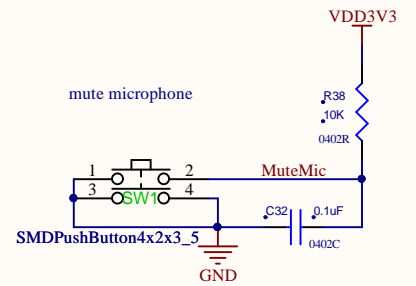 VDD3V3
mute microphone
R38
10K
0402R
1 2
MuteMic
3 4
SW1
C32 0.1uF
SMDPushButton4x2x3_5
0402C
GND